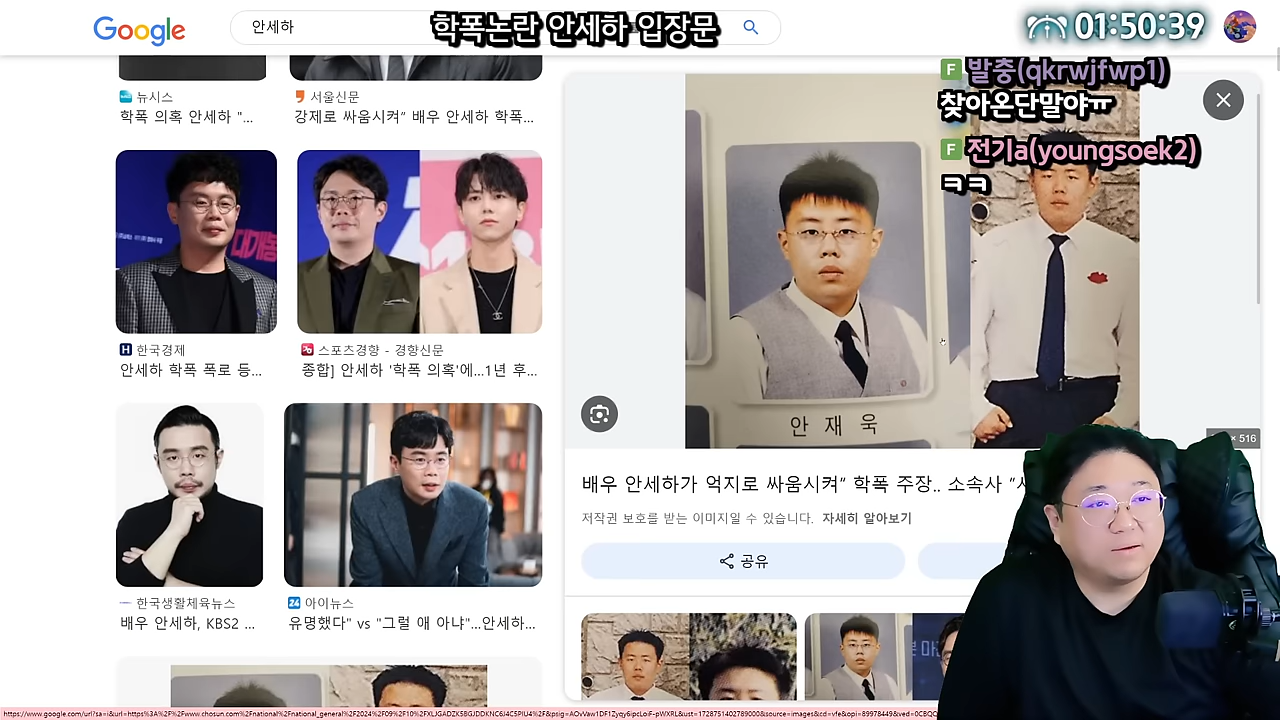 Google
안세하
학폭논란 안세하 입장문
01:50:39
F 발충(qkrwjfwp1)
찾아온단말야ㅠ
F 전기a(youngsoek2)
ㅋㅋ
뉴시스
학폭 의혹 안세하 "...
서울신문
강제로 싸움시켜” 배우 안세하 학폭...
H 한국경제
안세하 학폭 폭로 등...
스포츠경향 - 경향신문
종합] 안세하 '학폭 의혹'에...1년 후...
한국생활체육뉴스
배우 안세하, KBS2 ...
24 아이뉴스
유명했다" vs "그럴 애 아냐"...안세하...
안 재 욱
× 516
배우 안세하가 억지로 싸움시켜” 학폭 주장.. 소속사 “
저작권 보호를 받는 이미지일 수 있습니다. 자세히 알아보기
공유